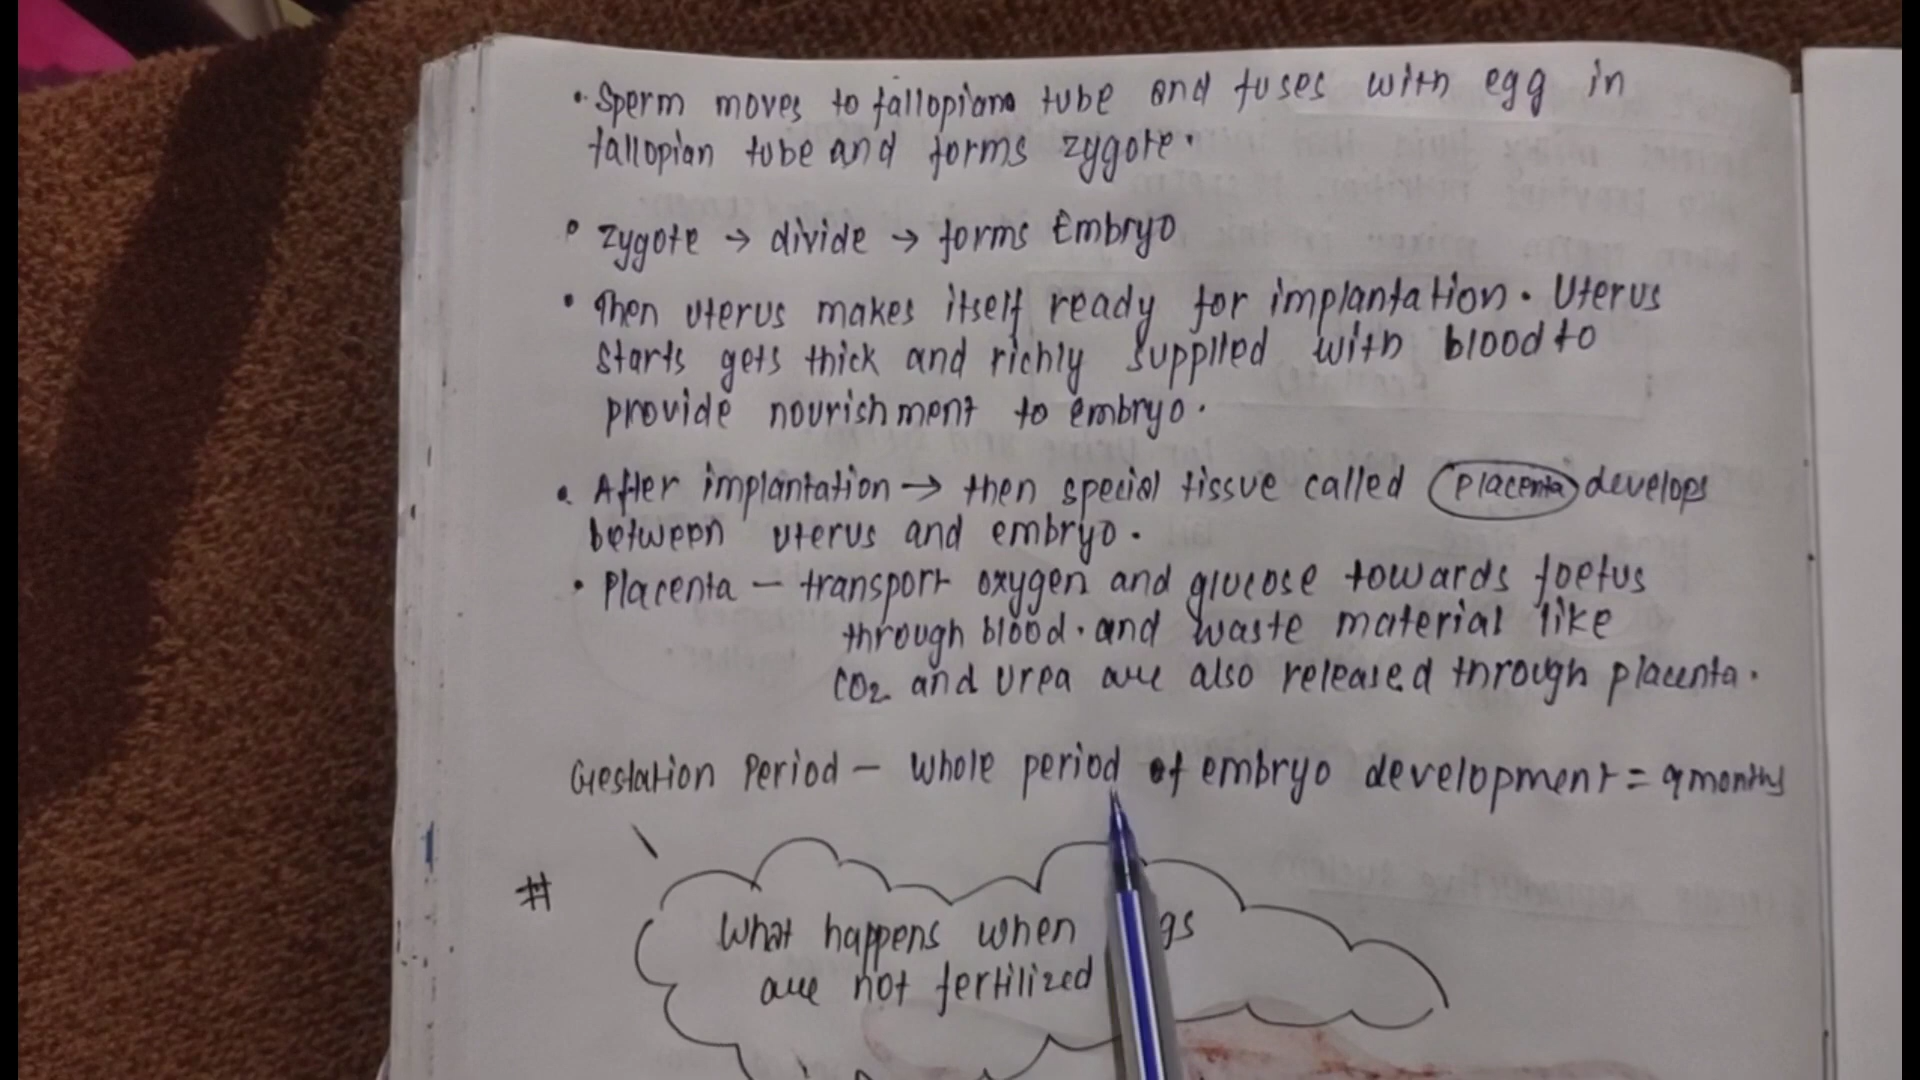 • Sperm moves to fallopiano tube and fuses with egg in
fallopian tube and forms zygote.
• Zygote → divide → forms Embryo
• Then uterus makes itself ready for implantation. Uterus
starts gets thick and richly supplied with blood to
provide nourishment to embryo.
• After implantation → then special tissue called placenta develops
between uterus and embryo.
• Placenta — transport oxygen and glucose towards foetus
through blood. and waste material like
CO2 and urea are also released through placenta.
Gestation Period — whole period of embryo development = 9 months
#
What happens when
are not fertilized